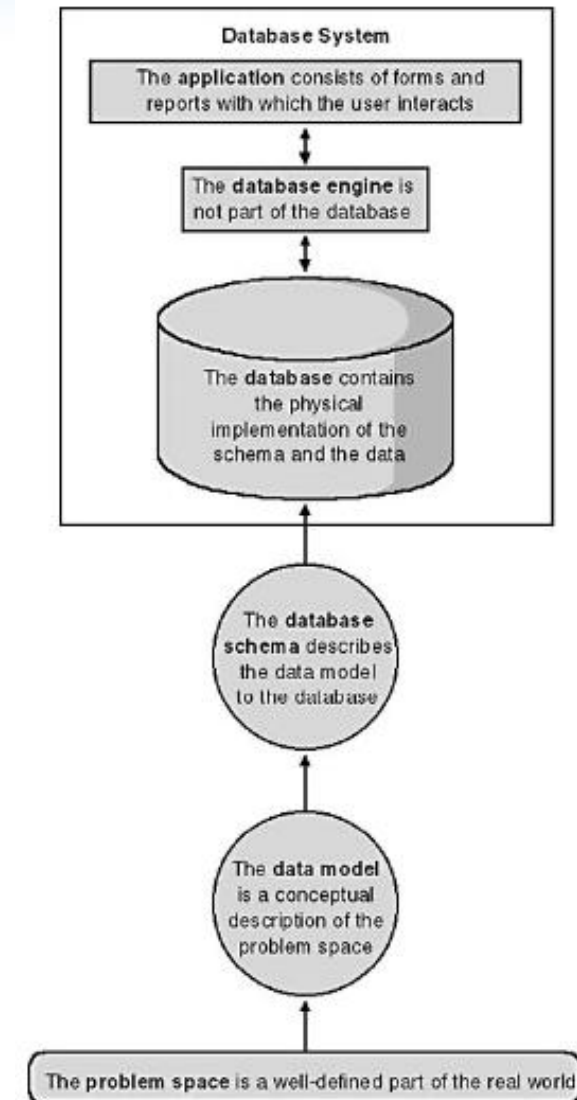 Database System
The application consists of forms and
reports with which the user interacts
The database engine is
not part of the database
The database contains
the physical
implementation of the
schema and the data
The database
schema describes
the data model
to the database
The data model
is a conceptual
description of the
problem space
The problem space is a well-defined part of the real world